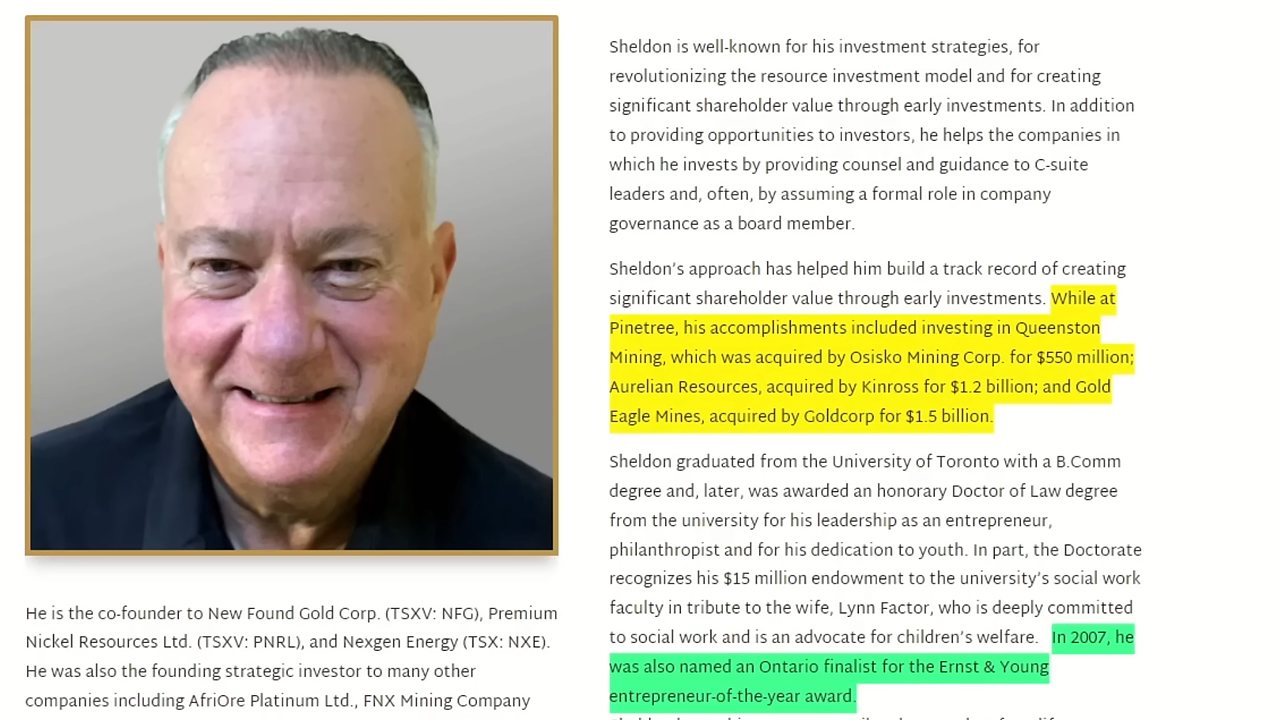 Sheldon is well-known for his investment strategies, for
revolutionizing the resource investment model and for creating
significant shareholder value through early investments. In addition
to providing opportunities to investors, he helps the companies in
which he invests by providing counsel and guidance to C-suite
leaders and, often, by assuming a formal role in company
governance as a board member.
Sheldon's approach has helped him build a track record of creating
significant shareholder value through early investments. While at
Pinetree, his accomplishments included investing in Queenston
Mining, which was acquired by Osisko Mining Corp. for $550 million;
Aurelian Resources, acquired by Kinross for $1.2 billion; and Gold
Eagle Mines, acquired by Goldcorp for $1.5 billion.
Sheldon graduated from the University of Toronto with a B.Comm
degree and, later, was awarded an honorary Doctor of Law degree
from the university for his leadership as an entrepreneur,
philanthropist and for his dedication to youth. In part, the Doctorate
recognizes his $15 million endowment to the university's social work
faculty in tribute to the wife, Lynn Factor, who is deeply committed
to social work and is an advocate for children's welfare. In 2007, he
was also named an Ontario finalist for the Ernst & Young
entrepreneur-of-the-year award.
He is the co-founder to New Found Gold Corp. (TSXV: NFG), Premium
Nickel Resources Ltd. (TSXV: PNRL), and Nexgen Energy (TSX: NXE).
He was also the founding strategic investor to many other
companies including AfriOre Platinum Ltd., FNX Mining Company